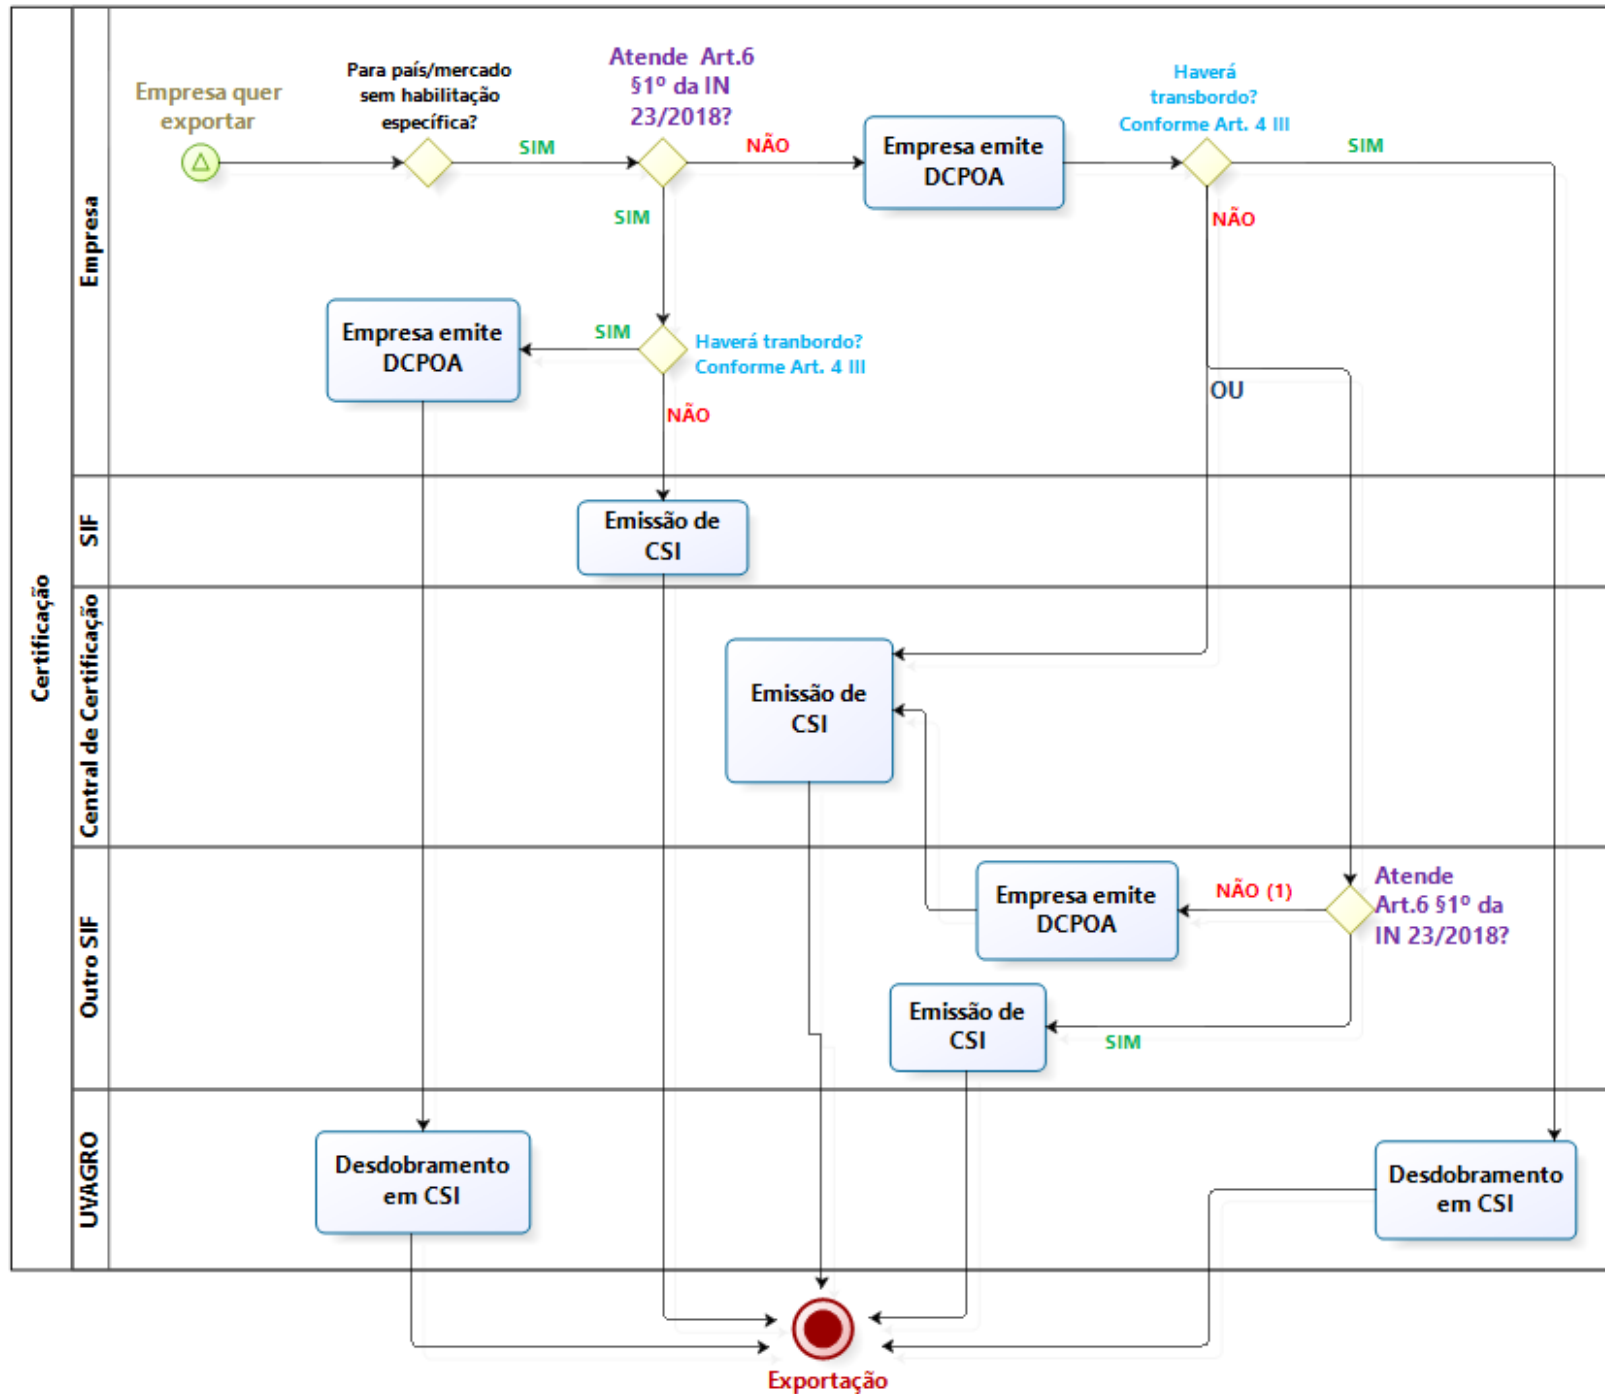 Certificação
Empresa
SIF
Central de Certificação
Outro SIF
UVAGRO
Empresa quer
exportar
Para país/mercado
sem habilitação
específica?
SIM
Atende Art.6
§1º da IN
23/2018?
NÃO
SIM
Empresa emite
DCPOA
Haverá
transbordo?
Conforme Art. 4 III
SIM
NÃO
OU
Empresa emite
DCPOA
SIM
Haverá tranbordo?
Conforme Art. 4 III
NÃO
Emissão de
CSI
Emissão de
CSI
Empresa emite
DCPOA
NÃO (1)
Atende
Art.6 §1º da
IN 23/2018?
Emissão de
CSI
SIM
Desdobramento
em CSI
Desdobramento
em CSI
Exportação